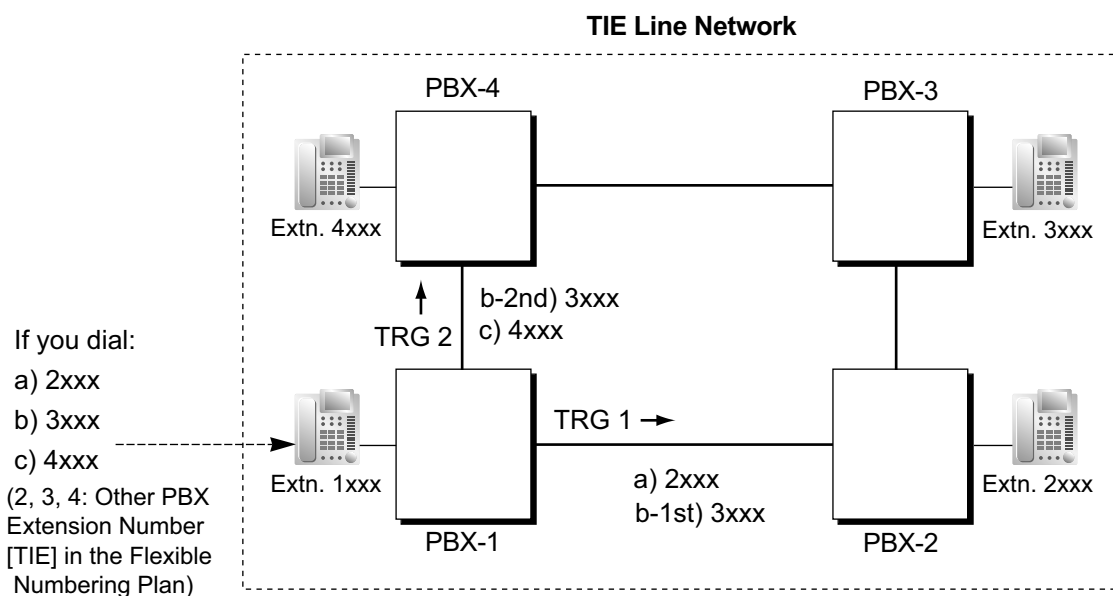 TIE Line Network
PBX-4
PBX-3
Extn. 4xxx
Extn. 3xxx
b-2nd) 3xxx
TRG 2
c) 4xxx
If you dial:
a) 2xxx
b) 3xxx
c) 4xxx
(2, 3, 4: Other PBX
Extension Number
[TIE] in the Flexible
Numbering Plan)
TRG 1
Extn. 1xxx
a) 2xxx
b-1st) 3xxx
Extn. 2xxx
PBX-1
PBX-2